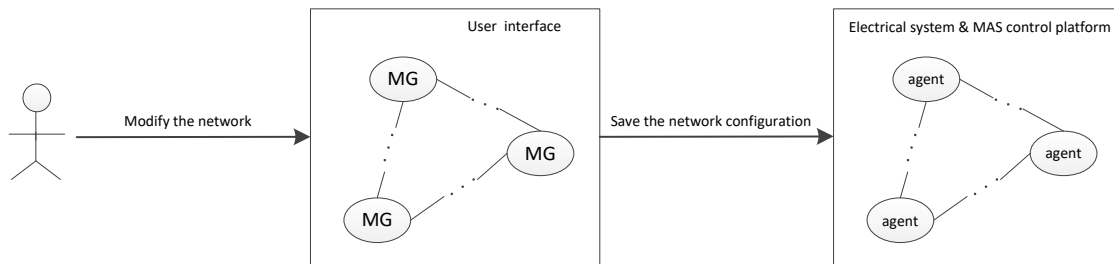 User interface
Electrical system & MAS control platform
MG
agent
Modify the network
Save the network configuration
MG
agent
MG
agent